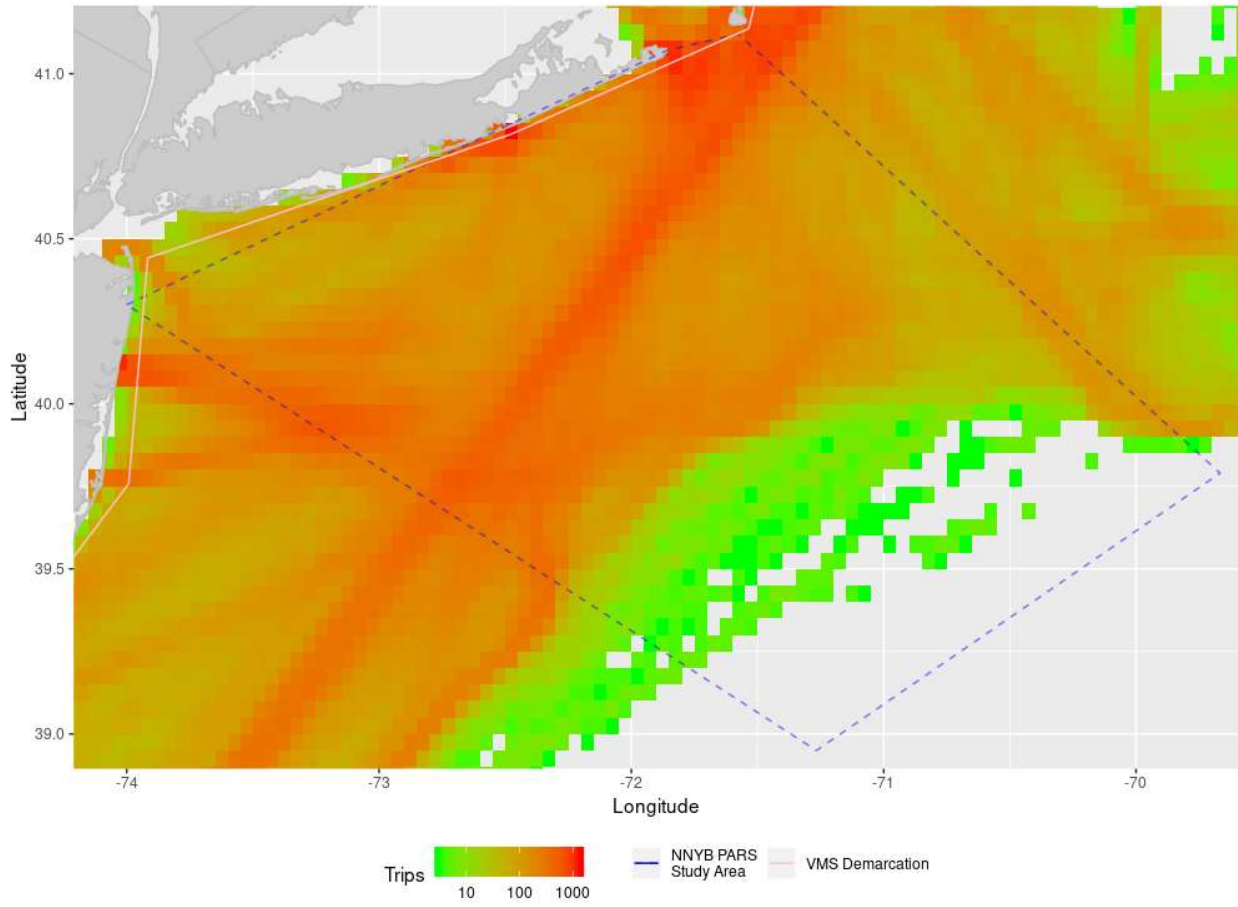 41.0
40.5
40.0
39.5
39.0
Latitude
-74
-73
-72
-71
-70
Longitude
Trips
10
100
1000
NNYB PARS
Study Area
VMS Demarcation